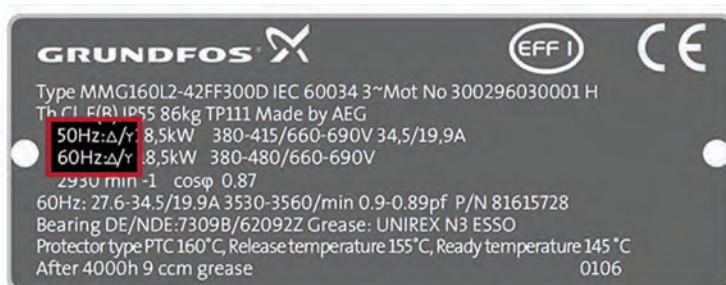 GRUNDFOS
EFF I
CE
Type MMG160L2-42FF300D IEC 60034 3~Mot No 300296030001 H
Th Cl. F(B) IP55 86kg TP111 Made by AEG
50Hz:△/Y 8,5kW 380-415/660-690V 34,5/19,9A
60Hz:△/Y 8,5kW 380-480/660-690V
2930 min -1 cosφ 0.87
60Hz: 27.6-34.5/19.9A 3530-3560/min 0.9-0.89pf P/N 81615728
Bearing DE/NDE:7309B/62092Z Grease: UNIREX N3 ESSO
Protector type PTC 160°C, Release temperature 155°C, Ready temperature 145 °C
After 4000h 9 ccm grease 0106